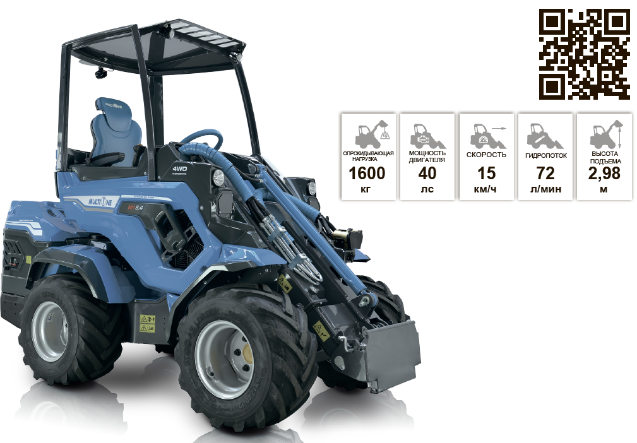 ОПРОКИДЫВАЮЩАЯ
НАГРУЗКА
1600
кг
МОЩНОСТЬ
ДВИГАТЕЛЯ
40
лс
СКОРОСТЬ
15
км/ч
ГИДРОПОТОК
72
л/мин
ВЫСОТА
ПОДЪЕМА
2,98
м
4WD
MULTIONE